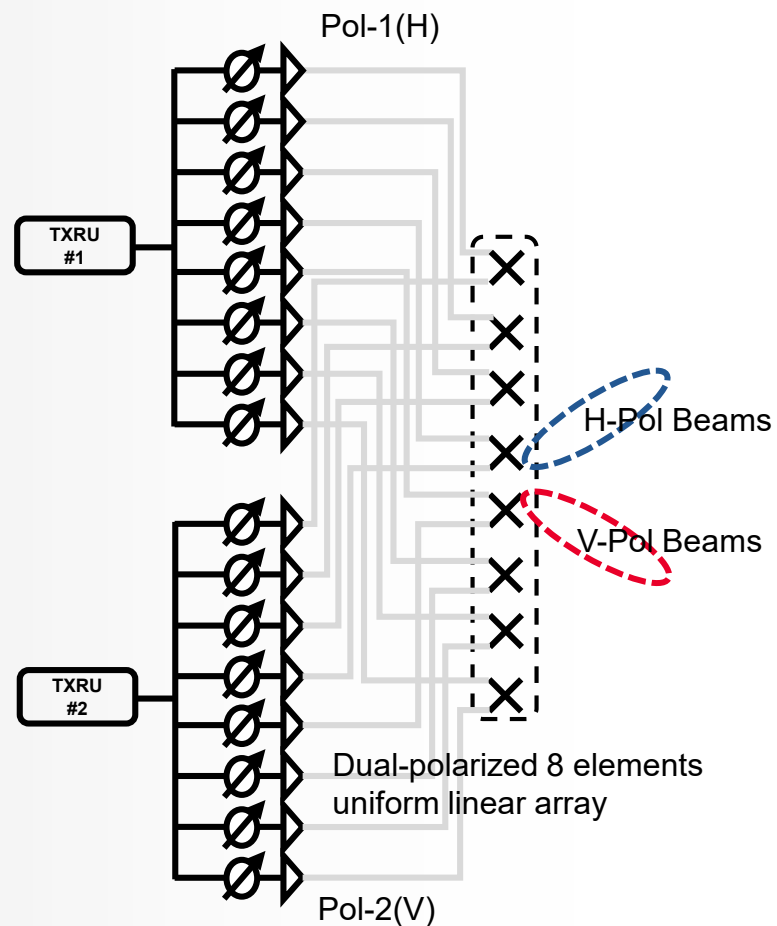 Pol-1(H)
TXRU
#1
H-Pol Beams
V-Pol Beams
TXRU
#2
Dual-polarized 8 elements
uniform linear array
Pol-2(V)